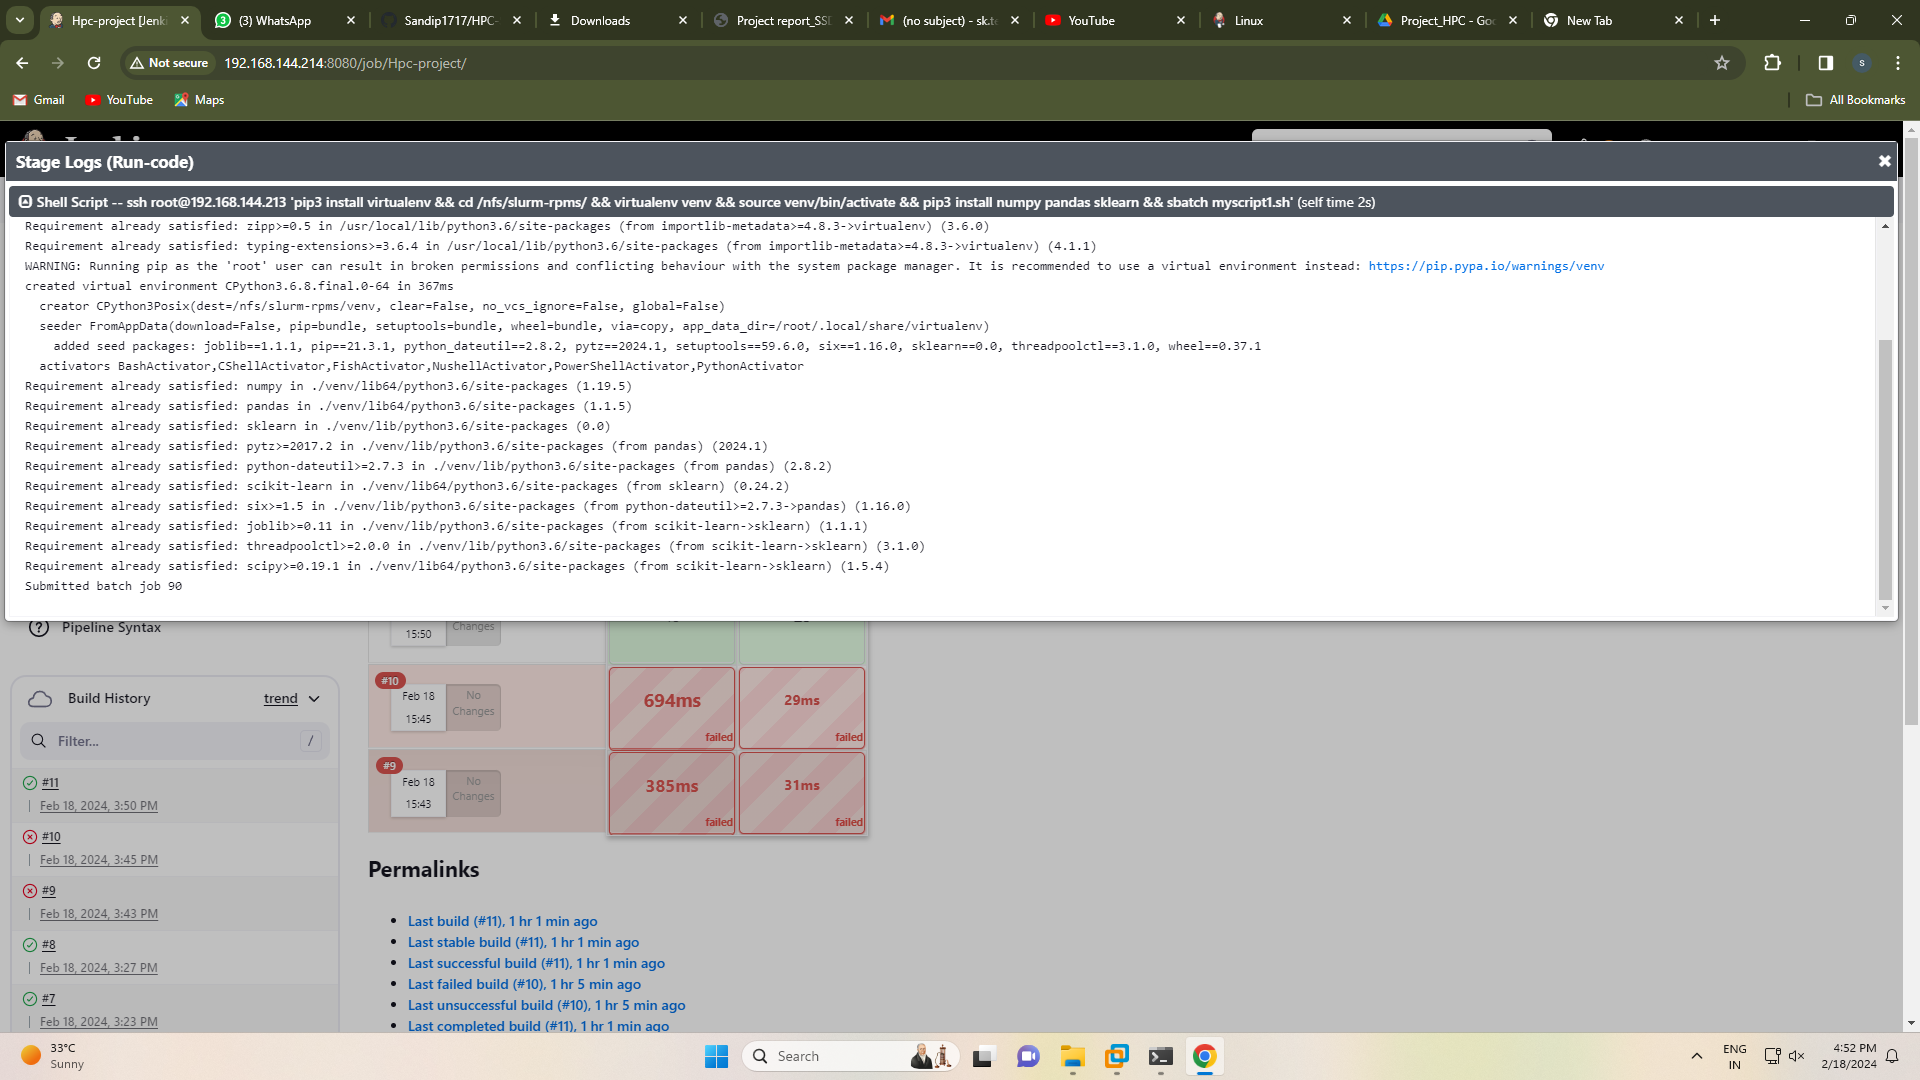 Hpc-project [Jenki
(3) WhatsApp
Sandip1717/HPC-
Downloads
Project report_SSD
(no subject) - sk.te
YouTube
Linux
Project_HPC - Goo
New Tab
Not secure
192.168.144.214:8080/job/Hpc-project/
S
Gmail
YouTube
Maps
All Bookmarks
Stage Logs (Run-code)
Shell Script -- ssh root@192.168.144.213 'pip3 install virtualenv && cd /nfs/slurm-rpms/ && virtualenv venv && source venv/bin/activate && pip3 install numpy pandas sklearn && sbatch myscript1.sh' (self time 2s)
Requirement already satisfied: zipp>=0.5 in /usr/local/lib/python3.6/site-packages (from importlib-metadata>=4.8.3->virtualenv) (3.6.0)
Requirement already satisfied: typing-extensions>=3.6.4 in /usr/local/lib/python3.6/site-packages (from importlib-metadata>=4.8.3->virtualenv) (4.1.1)
WARNING: Running pip as the 'root' user can result in broken permissions and conflicting behaviour with the system package manager. It is recommended to use a virtual environment instead: https://pip.pypa.io/warnings/venv
created virtual environment CPython3.6.8.final.0-64 in 367ms
creator CPython3Posix(dest=/nfs/slurm-rpms/venv, clear=False, no_vcs_ignore=False, global=False)
seeder FromAppData(download=False, pip=bundle, setuptools=bundle, wheel=bundle, via=copy, app_data_dir=/root/.local/share/virtualenv)
added seed packages: joblib==1.1.1, pip==21.3.1, python_dateutil==2.8.2, pytz==2024.1, setuptools==59.6.0, six==1.16.0, sklearn==0.0, threadpoolctl==3.1.0, wheel==0.37.1
activators BashActivator,CShellActivator,FishActivator,NushellActivator,PowerShellActivator,PythonActivator
Requirement already satisfied: numpy in ./venv/lib64/python3.6/site-packages (1.19.5)
Requirement already satisfied: pandas in ./venv/lib64/python3.6/site-packages (1.1.5)
Requirement already satisfied: sklearn in ./venv/lib/python3.6/site-packages (0.0)
Requirement already satisfied: pytz>=2017.2 in ./venv/lib/python3.6/site-packages (from pandas) (2024.1)
Requirement already satisfied: python-dateutil>=2.7.3 in ./venv/lib/python3.6/site-packages (from pandas) (2.8.2)
Requirement already satisfied: scikit-learn in ./venv/lib64/python3.6/site-packages (from sklearn) (0.24.2)
Requirement already satisfied: six>=1.5 in ./venv/lib/python3.6/site-packages (from python-dateutil>=2.7.3->pandas) (1.16.0)
Requirement already satisfied: joblib>=0.11 in ./venv/lib/python3.6/site-packages (from scikit-learn->sklearn) (1.1.1)
Requirement already satisfied: threadpoolctl>=2.0.0 in ./venv/lib/python3.6/site-packages (from scikit-learn->sklearn) (3.1.0)
Requirement already satisfied: scipy>=0.19.1 in ./venv/lib64/python3.6/site-packages (from scikit-learn->sklearn) (1.5.4)
Submitted batch job 90
Pipeline Syntax
Build History
trend
Filter...
/
#11
Feb 18, 2024, 3:50 PM
#10
Feb 18, 2024, 3:45 PM
#9
Feb 18, 2024, 3:43 PM
#8
Feb 18, 2024, 3:27 PM
#7
Feb 18, 2024, 3:23 PM
15:50
Changes
#10
Feb 18
15:45
No
Changes
694ms
failed
29ms
failed
#9
Feb 18
15:43
No
Changes
385ms
failed
31ms
failed
Permalinks
Last build (#11), 1 hr 1 min ago
Last stable build (#11), 1 hr 1 min ago
Last successful build (#11), 1 hr 1 min ago
Last failed build (#10), 1 hr 5 min ago
Last unsuccessful build (#10), 1 hr 5 min ago
Last completed build (#11), 1 hr 1 min ago
33°C
Sunny
Search
ENG
IN
4:52 PM
2/18/2024